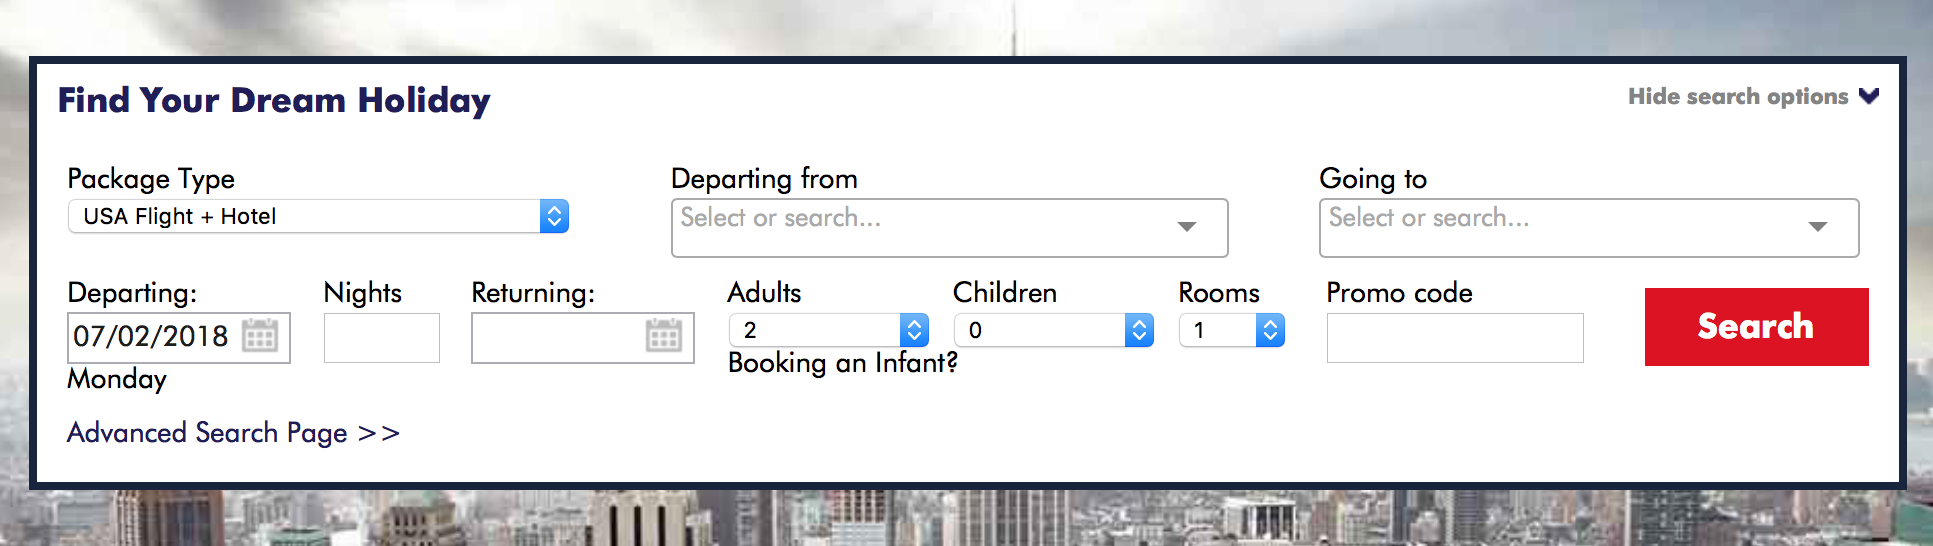 Find Your Dream Holiday
Hide search options
Package Type
Departing from
Going to
USA Flight + Hotel
Select or search...
Select or search...
Departing:
Nights
Returning:
Adults
Children
Rooms
Promo code
07/02/2018
2
0
1
Search
Booking an Infant?
Monday
Advanced Search Page >>